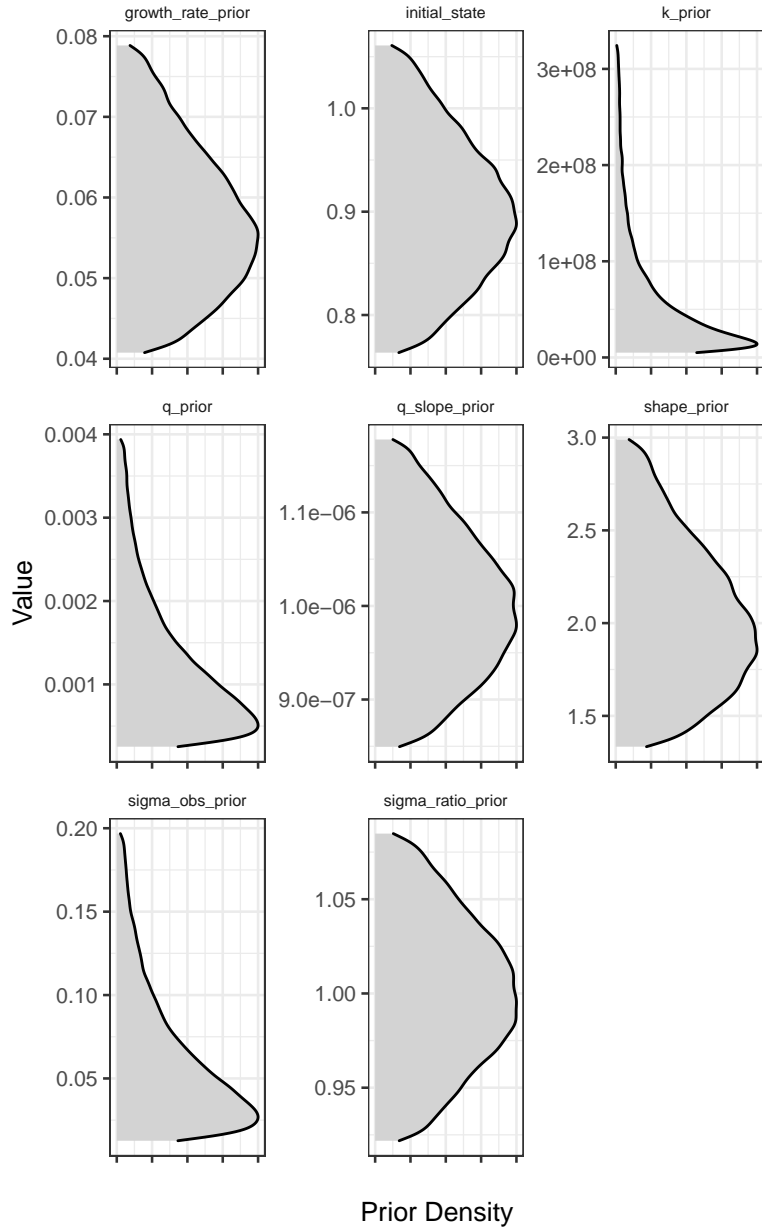 growth_rate_prior
initial_state
k_prior
0.08
0.07
0.06
0.05
0.04
1.0
0.9
0.8
3e+08
2e+08
1e+08
0e+00
q_prior
q_slope_prior
shape_prior
0.004
0.003
0.002
0.001
1.1e−06
1.0e−06
9.0e−07
3.0
2.5
2.0
1.5
Value
sigma_obs_prior
sigma_ratio_prior
0.20
0.15
0.10
0.05
1.05
1.00
0.95
Prior Density